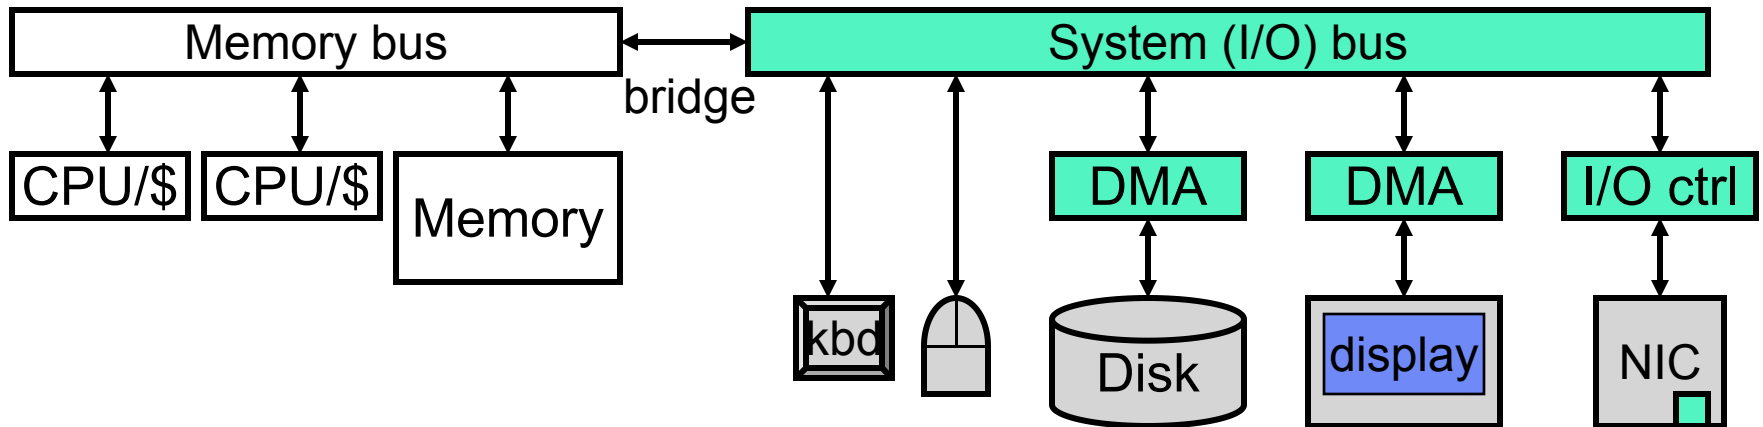 Memory bus
System (I/O) bus
bridge
CPU/$
CPU/$
Memory
DMA
DMA
I/O ctrl
kbd
Disk
display
NIC